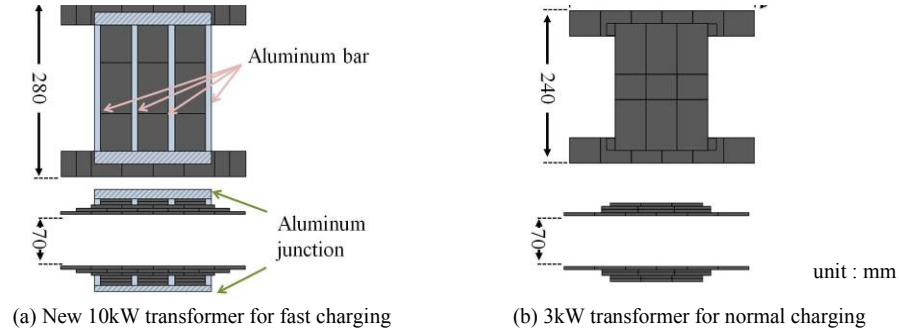 280
Aluminum bar
Aluminum
junction
70
240
70
unit : mm
(a) New 10kW transformer for fast charging
(b) 3kW transformer for normal charging